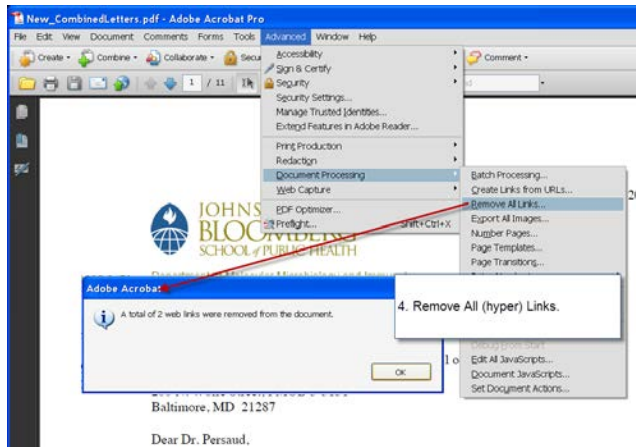 New_CombinedLetters.pdf - Adobe Acrobat Pro
File Edit View Document Comments Forms Tools Advanced Window Help
Create Combine Collaborate Secu Comment
1 / 11
Accessibility
Sign & Certify
Security
Security Settings...
Manage Trusted Identities...
Extend Features in Adobe Reader...
Print Production
Redaction
Document Processing
Web Capture
PDF Optimizer...
Preflight... Shift+Ctrl+X
Batch Processing...
Create Links from URLs...
Remove All Links...
Export All Images...
Number Pages...
Page Templates...
Page Transitions...
Edit All JavaScripts...
Document JavaScripts...
Set Document Actions...
JOHNS
BLOOMBERG
SCHOOL of PUBLIC HEALTH
Adobe Acrobat
A total of 2 web links were removed from the document.
OK
4. Remove All (hyper) Links.
Baltimore, MD 21287
Dear Dr. Persaud,